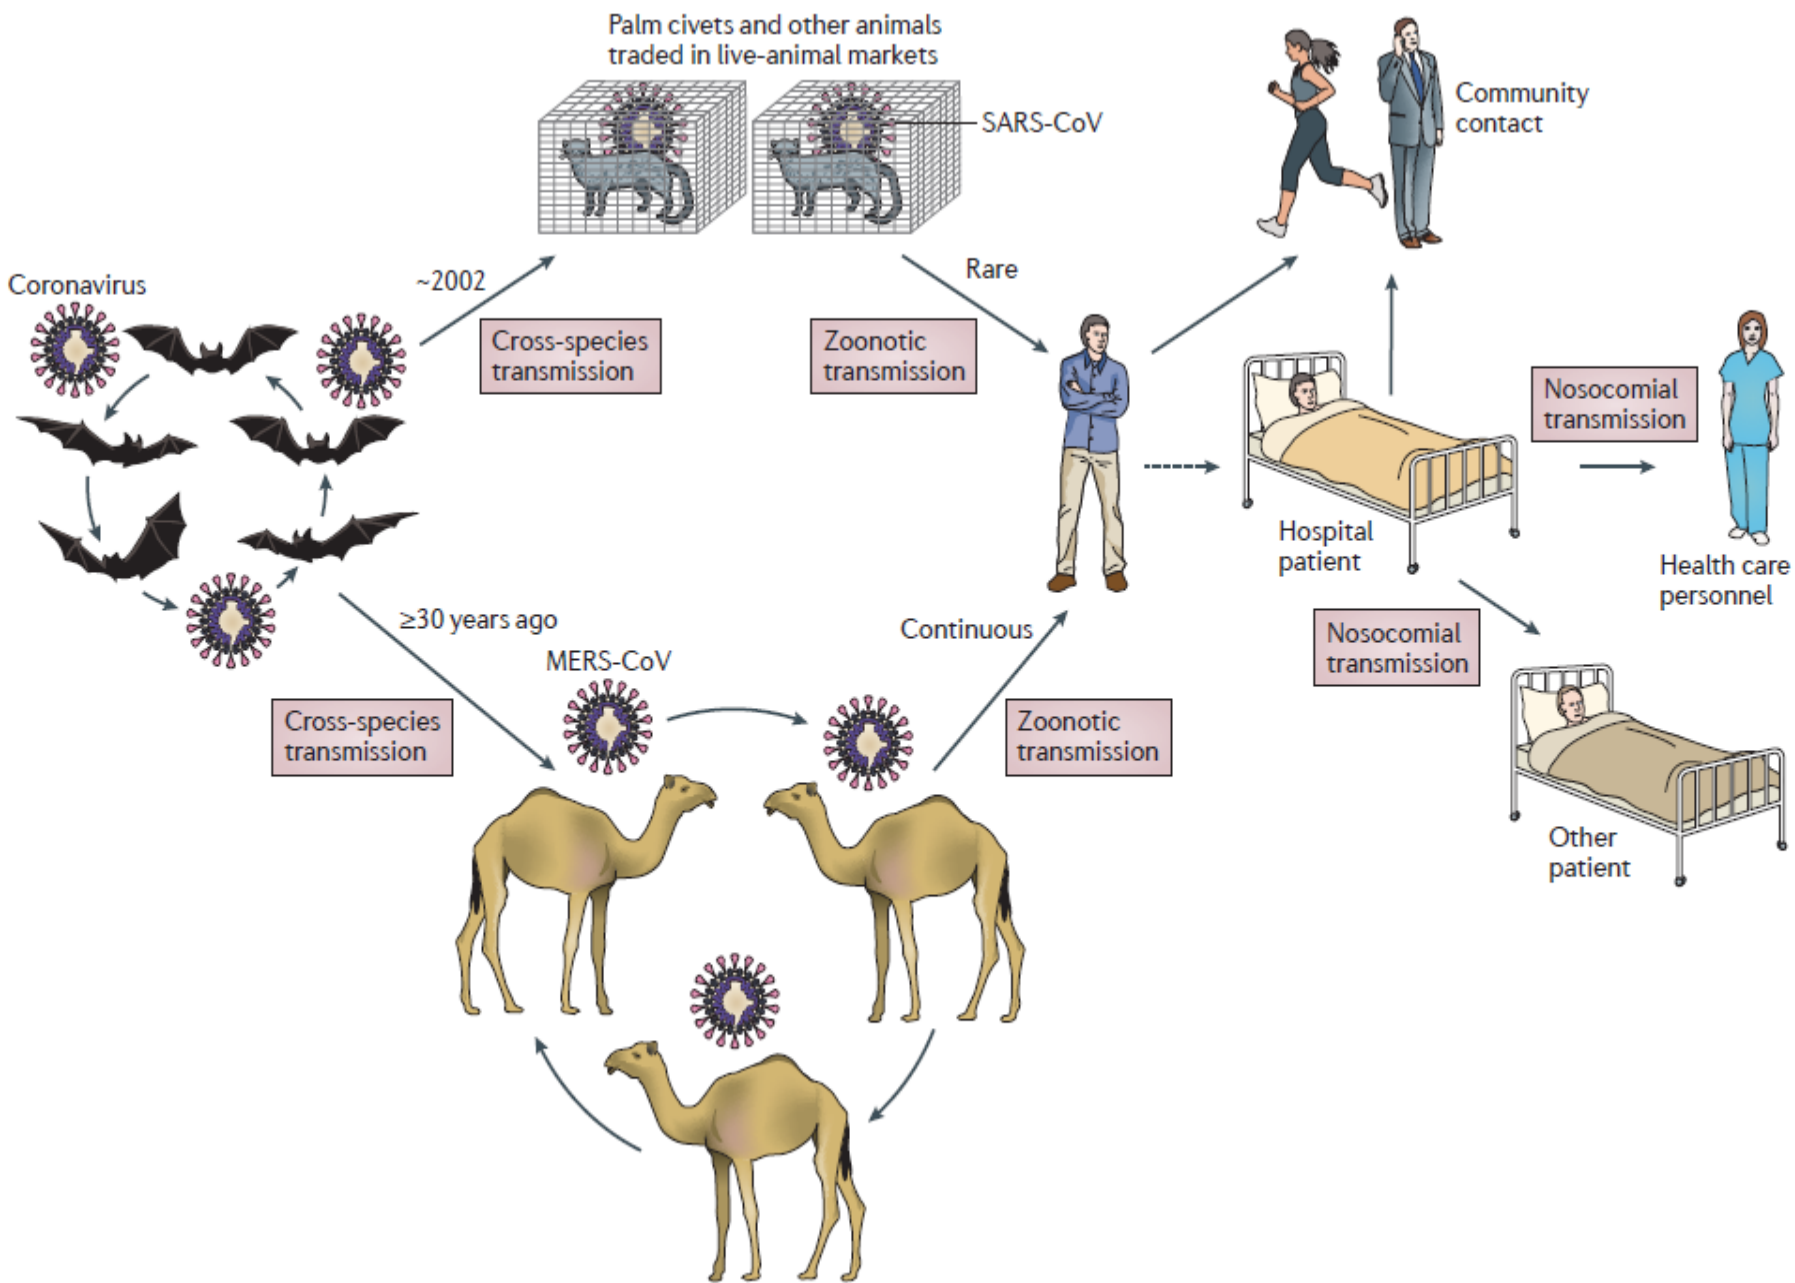 Palm civets and other animals
traded in live-animal markets
SARS-CoV
Community
contact
Coronavirus
~2002
Cross-species
transmission
Rare
Zoonotic
transmission
Nosocomial
transmission
Hospital
patient
Health care
personnel
≥30 years ago
MERS-CoV
Cross-species
transmission
Continuous
Zoonotic
transmission
Nosocomial
transmission
Other
patient